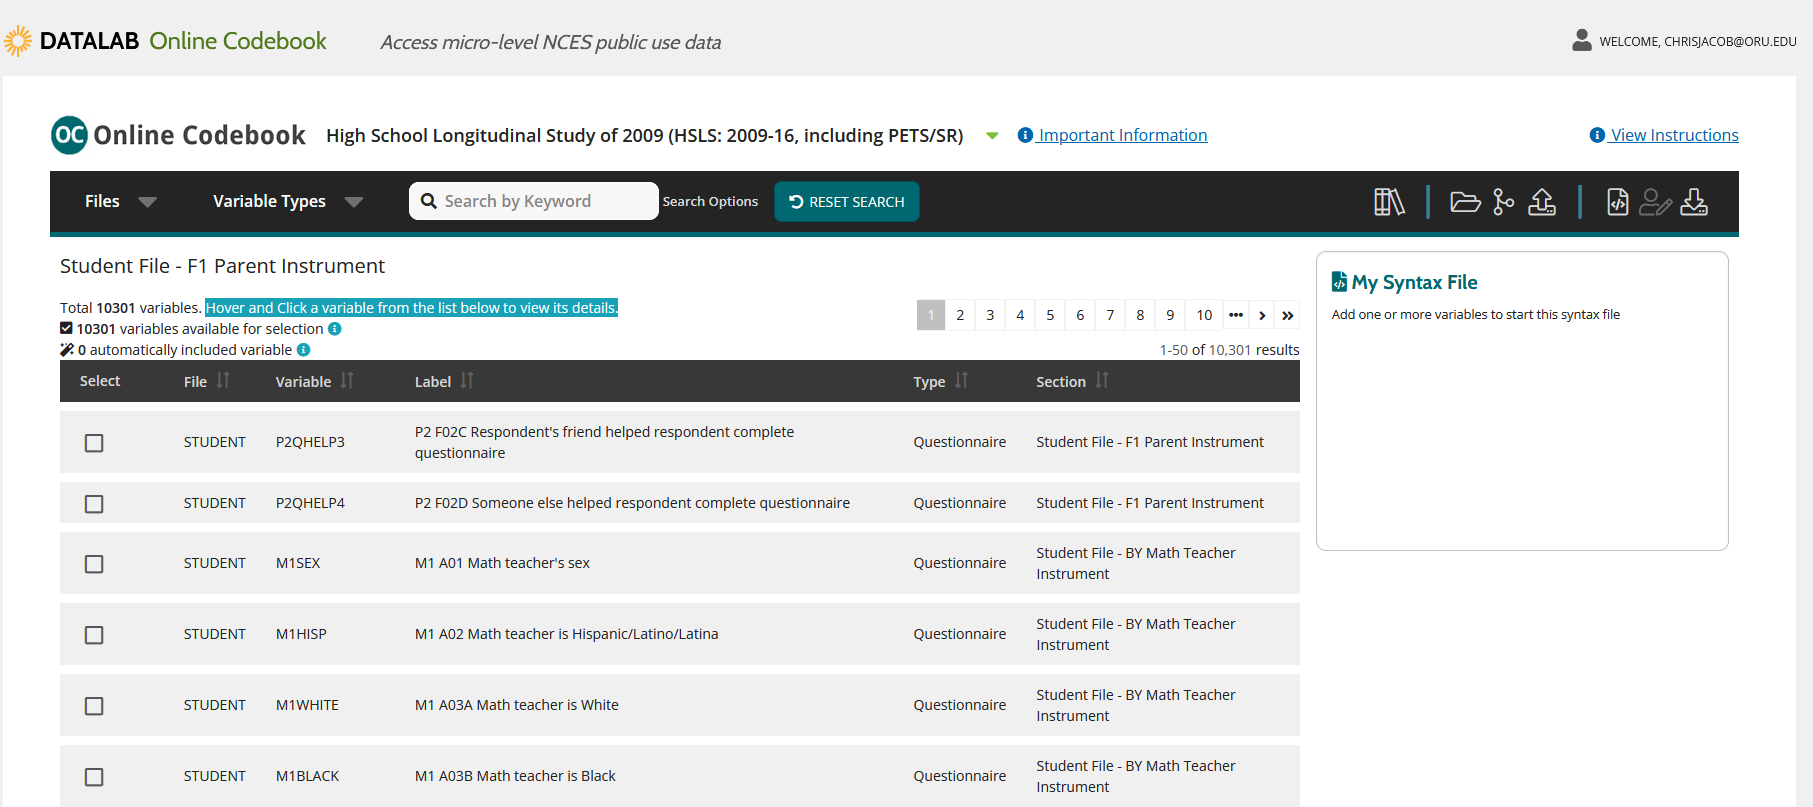 DATALAB Online Codebook Access micro-level NCES public use data WELCOME, CHRISJACOB@ORU.EDU
OC Online Codebook High School Longitudinal Study of 2009 (HSLS: 2009-16, including PETS/SR) Important Information View Instructions
Files Variable Types Search by Keyword Search Options RESET SEARCH
Student File - F1 Parent Instrument
Total 10301 variables. Hover and Click a variable from the list below to view its details.
10301 variables available for selection
0 automatically included variable
1 2 3 4 5 6 7 8 9 10 ••• › »
1-50 of 10,301 results
Select File Variable Label Type Section
STUDENT P2QHELP3 P2 F02C Respondent's friend helped respondent complete questionnaire Questionnaire Student File - F1 Parent Instrument
STUDENT P2QHELP4 P2 F02D Someone else helped respondent complete questionnaire Questionnaire Student File - F1 Parent Instrument
STUDENT M1SEX M1 A01 Math teacher's sex Questionnaire Student File - BY Math Teacher Instrument
STUDENT M1HISP M1 A02 Math teacher is Hispanic/Latino/Latina Questionnaire Student File - BY Math Teacher Instrument
STUDENT M1WHITE M1 A03A Math teacher is White Questionnaire Student File - BY Math Teacher Instrument
STUDENT M1BLACK M1 A03B Math teacher is Black Questionnaire Student File - BY Math Teacher Instrument
My Syntax File
Add one or more variables to start this syntax file